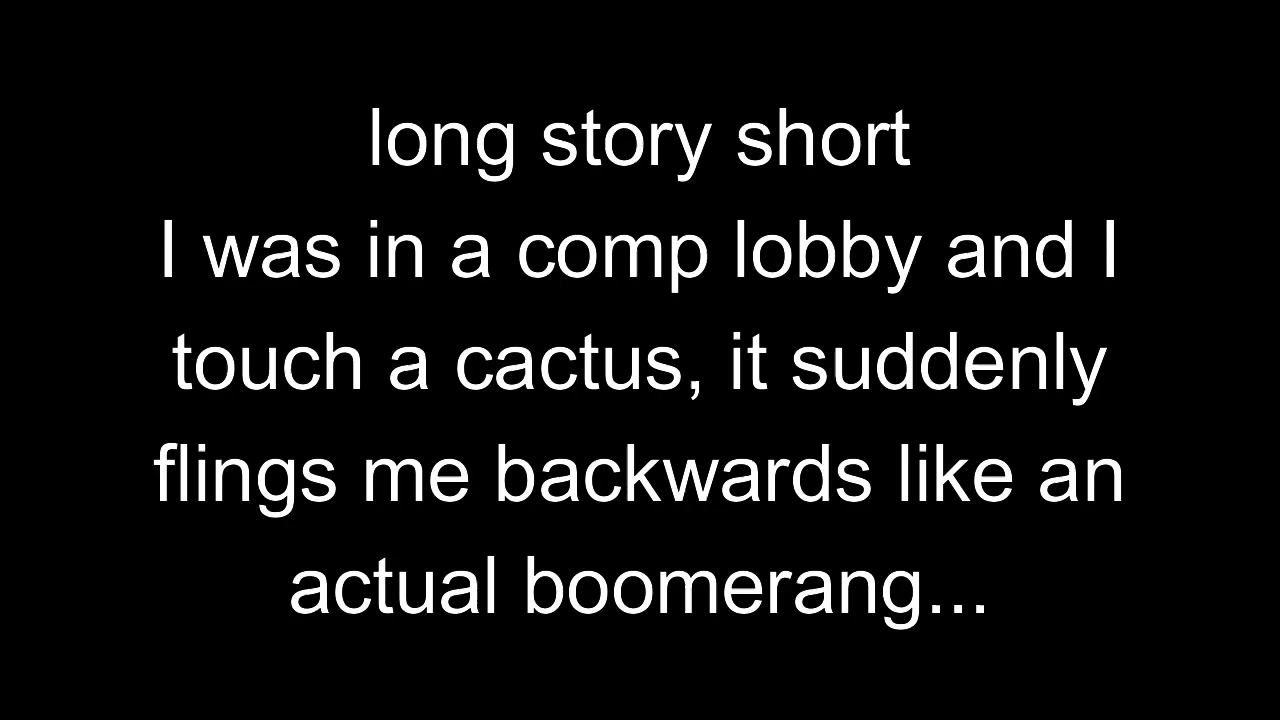 long story short
I was in a comp lobby and I
touch a cactus, it suddenly
flings me backwards like an
actual boomerang...